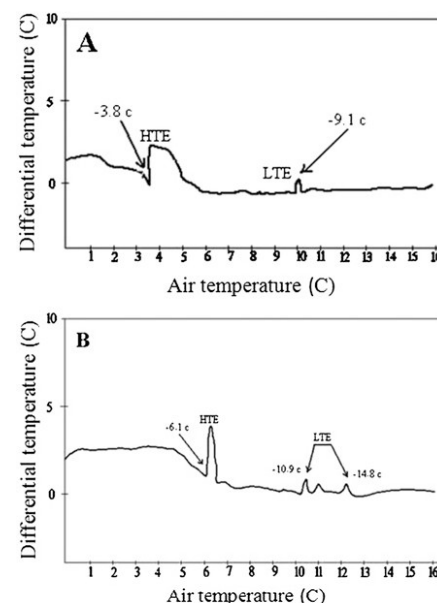 A
10
5
0
-3.8 c
HTE
LTE
-9.1 c
1 2 3 4 5 6 7 8 9 10 11 12 13 14 15 16
Air temperature (C)
Differential temperature (C)
B
10
5
0
-6.1 c
HTE
LTE
-10.9 c
-14.8 c
1 2 3 4 5 6 7 8 9 10 11 12 13 14 15 16
Air temperature (C)
Differential temperature (C)